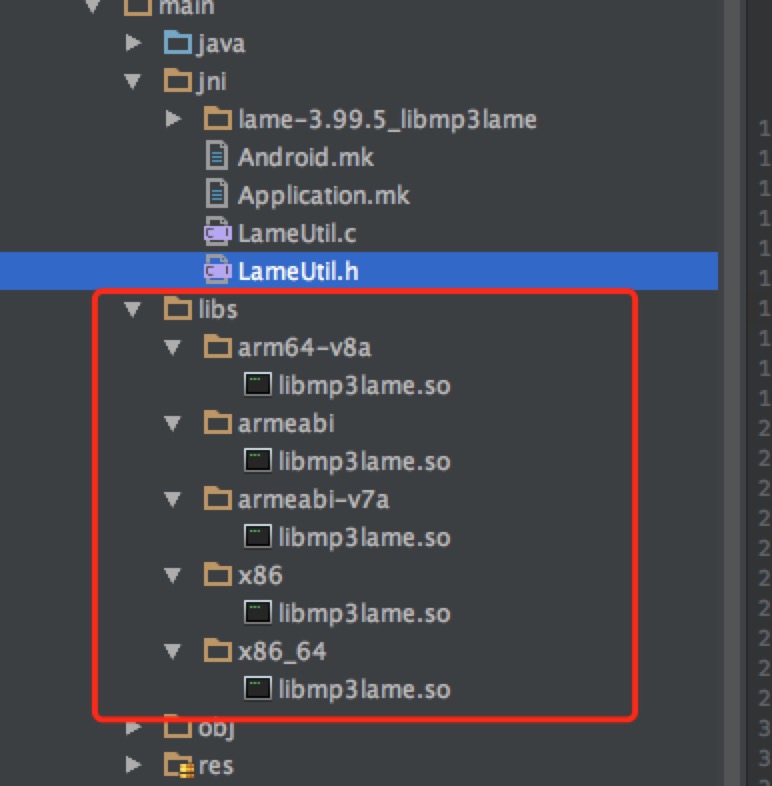 main
java
jni
lame-3.99.5_libmp3lame
Android.mk
Application.mk
LameUtil.c
LameUtil.h
libs
arm64-v8a
libmp3lame.so
armeabi
libmp3lame.so
armeabi-v7a
libmp3lame.so
x86
libmp3lame.so
x86_64
libmp3lame.so
obj
res